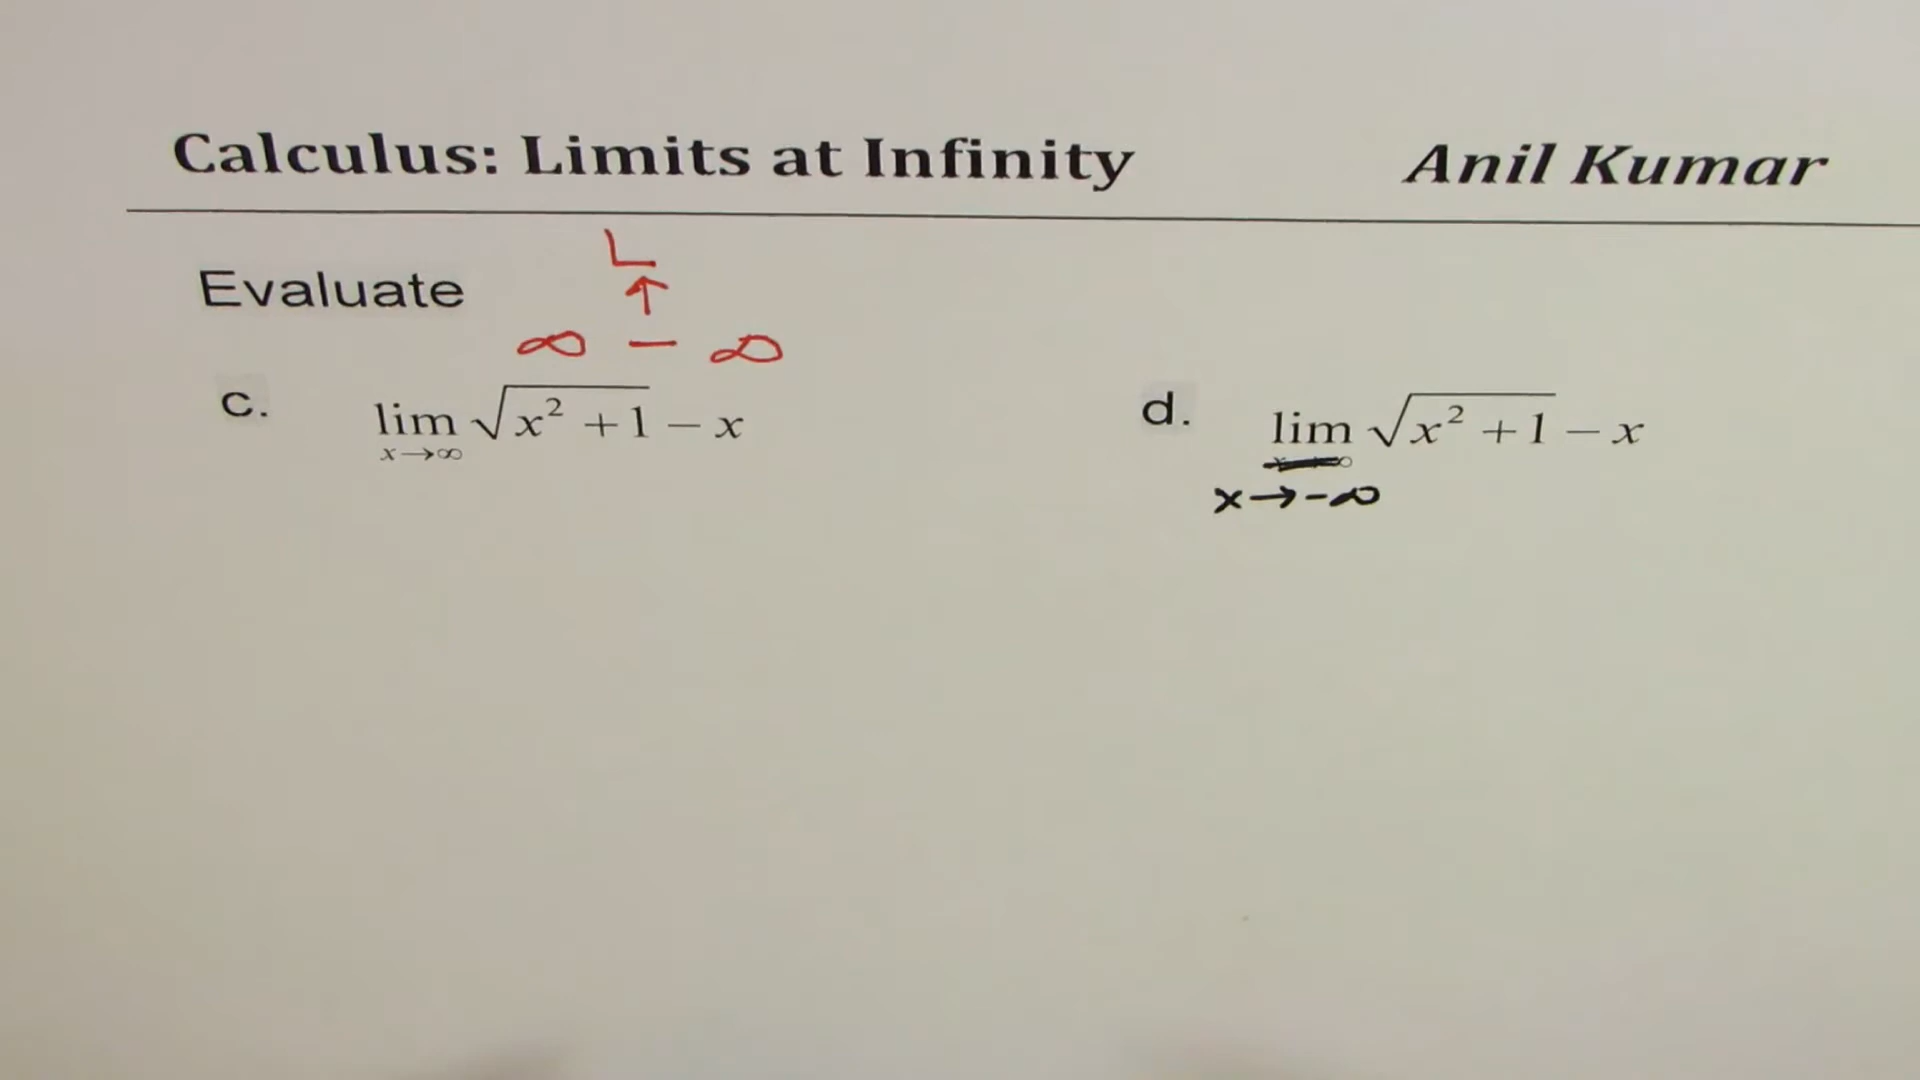 Calculus: Limits at Infinity Anil Kumar
L
↑
Evaluate
∞ − ∞
c. lim x→∞ √(x² + 1) − x
d. lim √(x² + 1) − x
x → -∞